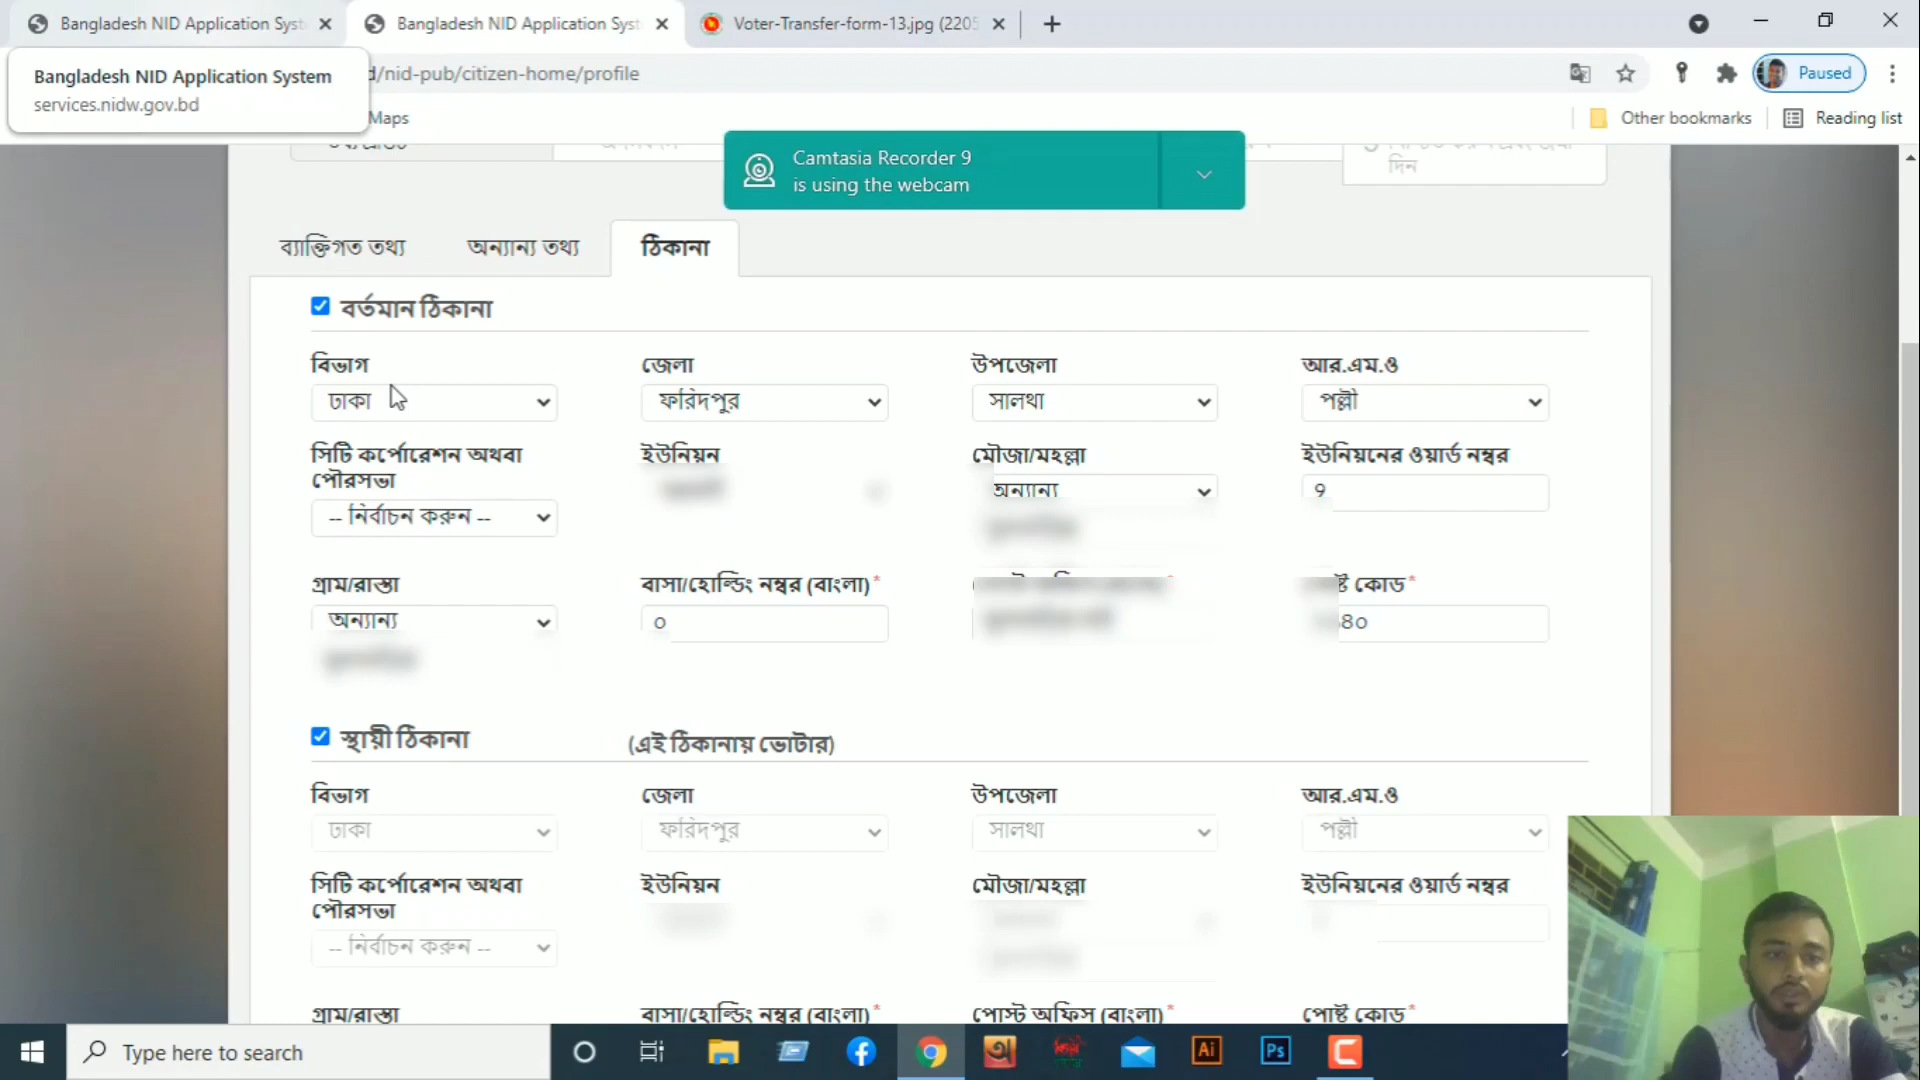 Bangladesh NID Application Syst
Bangladesh NID Application Syst
Voter-Transfer-form-13.jpg (2205
Bangladesh NID Application System
services.nidw.gov.bd
d/nid-pub/citizen-home/profile
Paused
Maps
Other bookmarks
Reading list
Camtasia Recorder 9
is using the webcam
দিন
ব্যাক্তিগত তথ্য
অন্যান্য তথ্য
ঠিকানা
বর্তমান ঠিকানা
বিভাগ
জেলা
উপজেলা
আর.এম.ও
ঢাকা
ফরিদপুর
সালথা
পল্লী
সিটি কর্পোরেশন অথবা
পৌরসভা
ইউনিয়ন
মৌজা/মহল্লা
ইউনিয়নের ওয়ার্ড নম্বর
-- নির্বাচন করুন --
অন্যান্য
9
গ্রাম/রাস্তা
বাসা/হোল্ডিং নম্বর (বাংলা)*
কোড*
অন্যান্য
০
স্থায়ী ঠিকানা
(এই ঠিকানায় ভোটার)
বিভাগ
জেলা
উপজেলা
আর.এম.ও
ঢাকা
ফরিদপুর
সালথা
পল্লী
সিটি কর্পোরেশন অথবা
পৌরসভা
ইউনিয়ন
মৌজা/মহল্লা
ইউনিয়নের ওয়ার্ড নম্বর
-- নির্বাচন করুন --
গ্রাম/রাস্তা
বাসা/হোল্ডিং নম্বর (বাংলা)*
পোস্ট অফিস (বাংলা)*
পোষ্ট কোড*
Type here to search
Ai
Ps